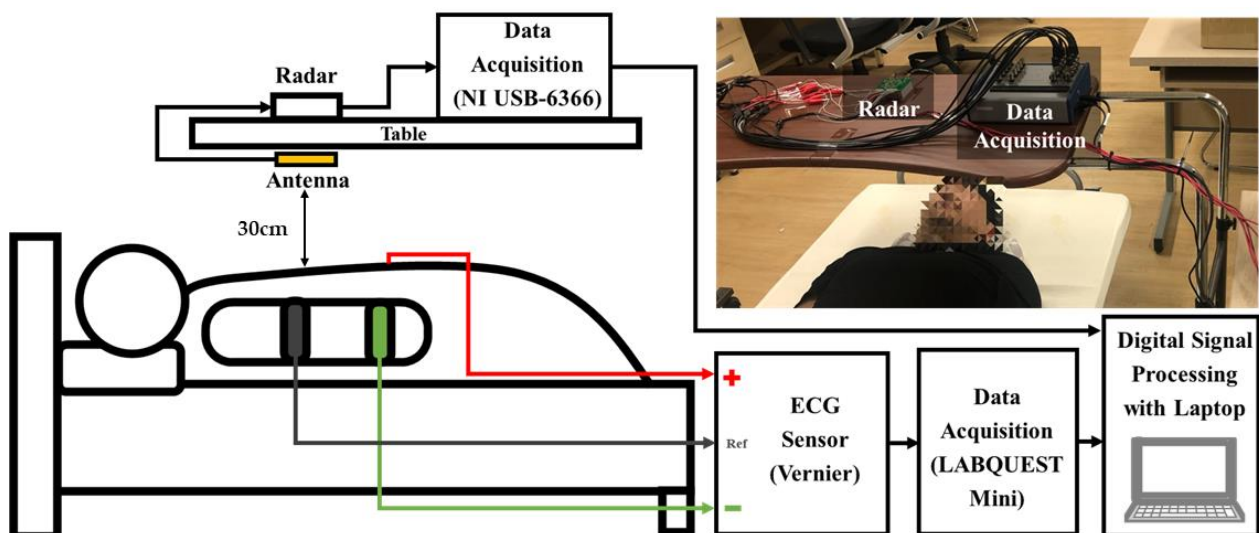 Data
Acquisition
(NI USB-6366)
Radar
Table
Antenna
30cm
Radar
Data
Acquisition
+
Ref
−
ECG
Sensor
(Vernier)
Data
Acquisition
(LABQUEST
Mini)
Digital Signal
Processing
with Laptop